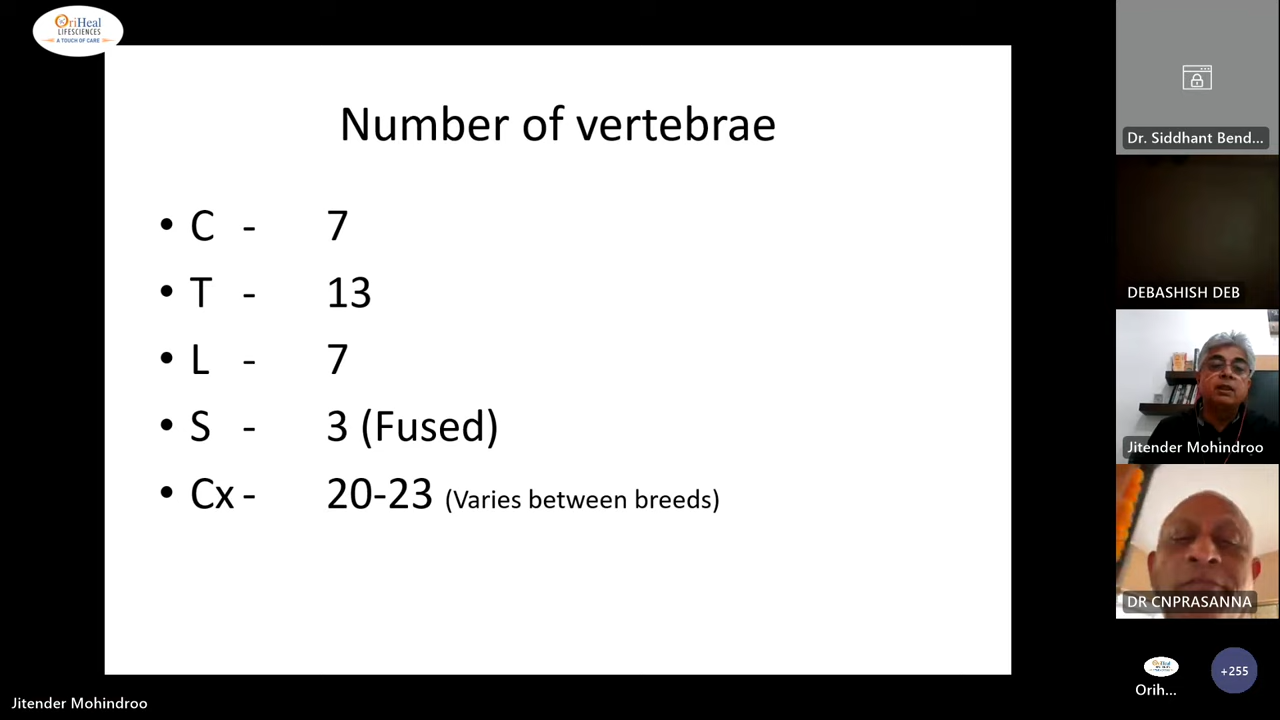 OriHeal
LIFESCIENCES
A TOUCH OF CARE
Number of vertebrae
• C - 7
• T - 13
• L - 7
• S - 3 (Fused)
• Cx - 20-23 (Varies between breeds)
Dr. Siddhant Bend...
DEBASHISH DEB
Jitender Mohindroo
DR CNPRASANNA
Orih...
+255
Jitender Mohindroo